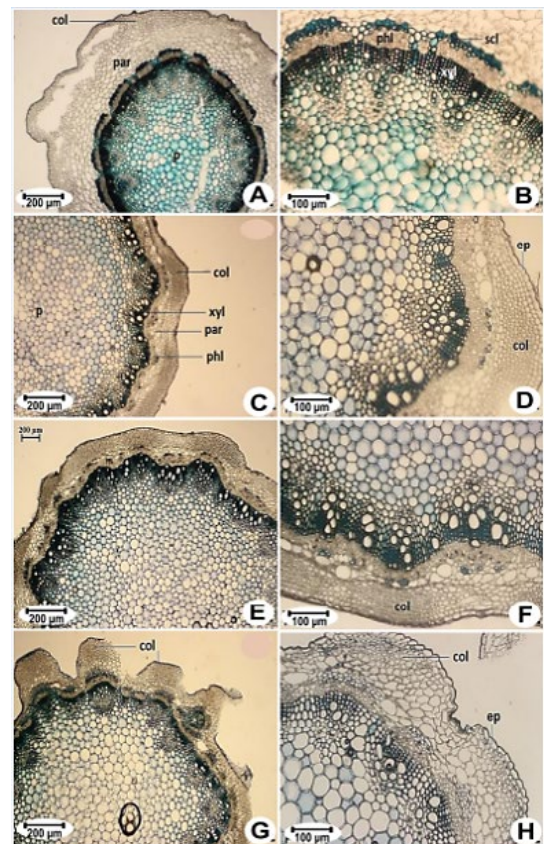 col
par
p
200 µm
A
phl
scl
xyl
100 µm
B
col
xyl
p
par
phl
200 µm
C
ep
col
100 µm
D
200 µm
200 µm
E
col
100 µm
F
col
200 µm
G
col
ep
100 µm
H